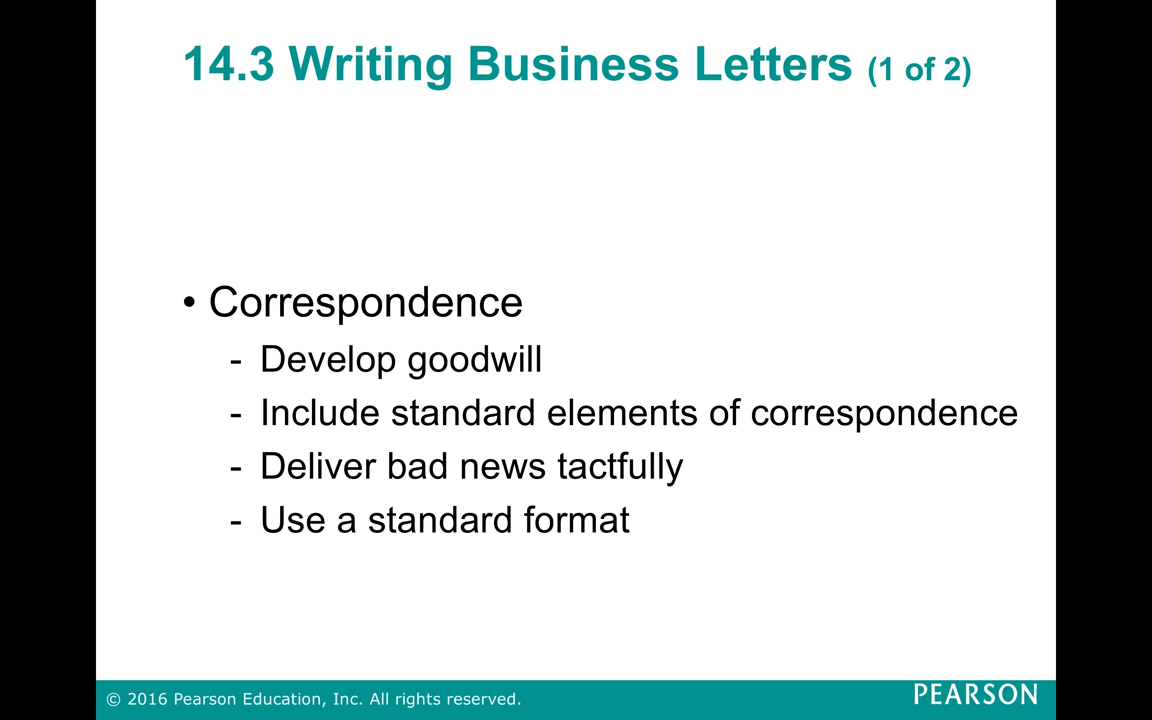 14.3 Writing Business Letters (1 of 2)
• Correspondence
- Develop goodwill
- Include standard elements of correspondence
- Deliver bad news tactfully
- Use a standard format
© 2016 Pearson Education, Inc. All rights reserved.
PEARSON